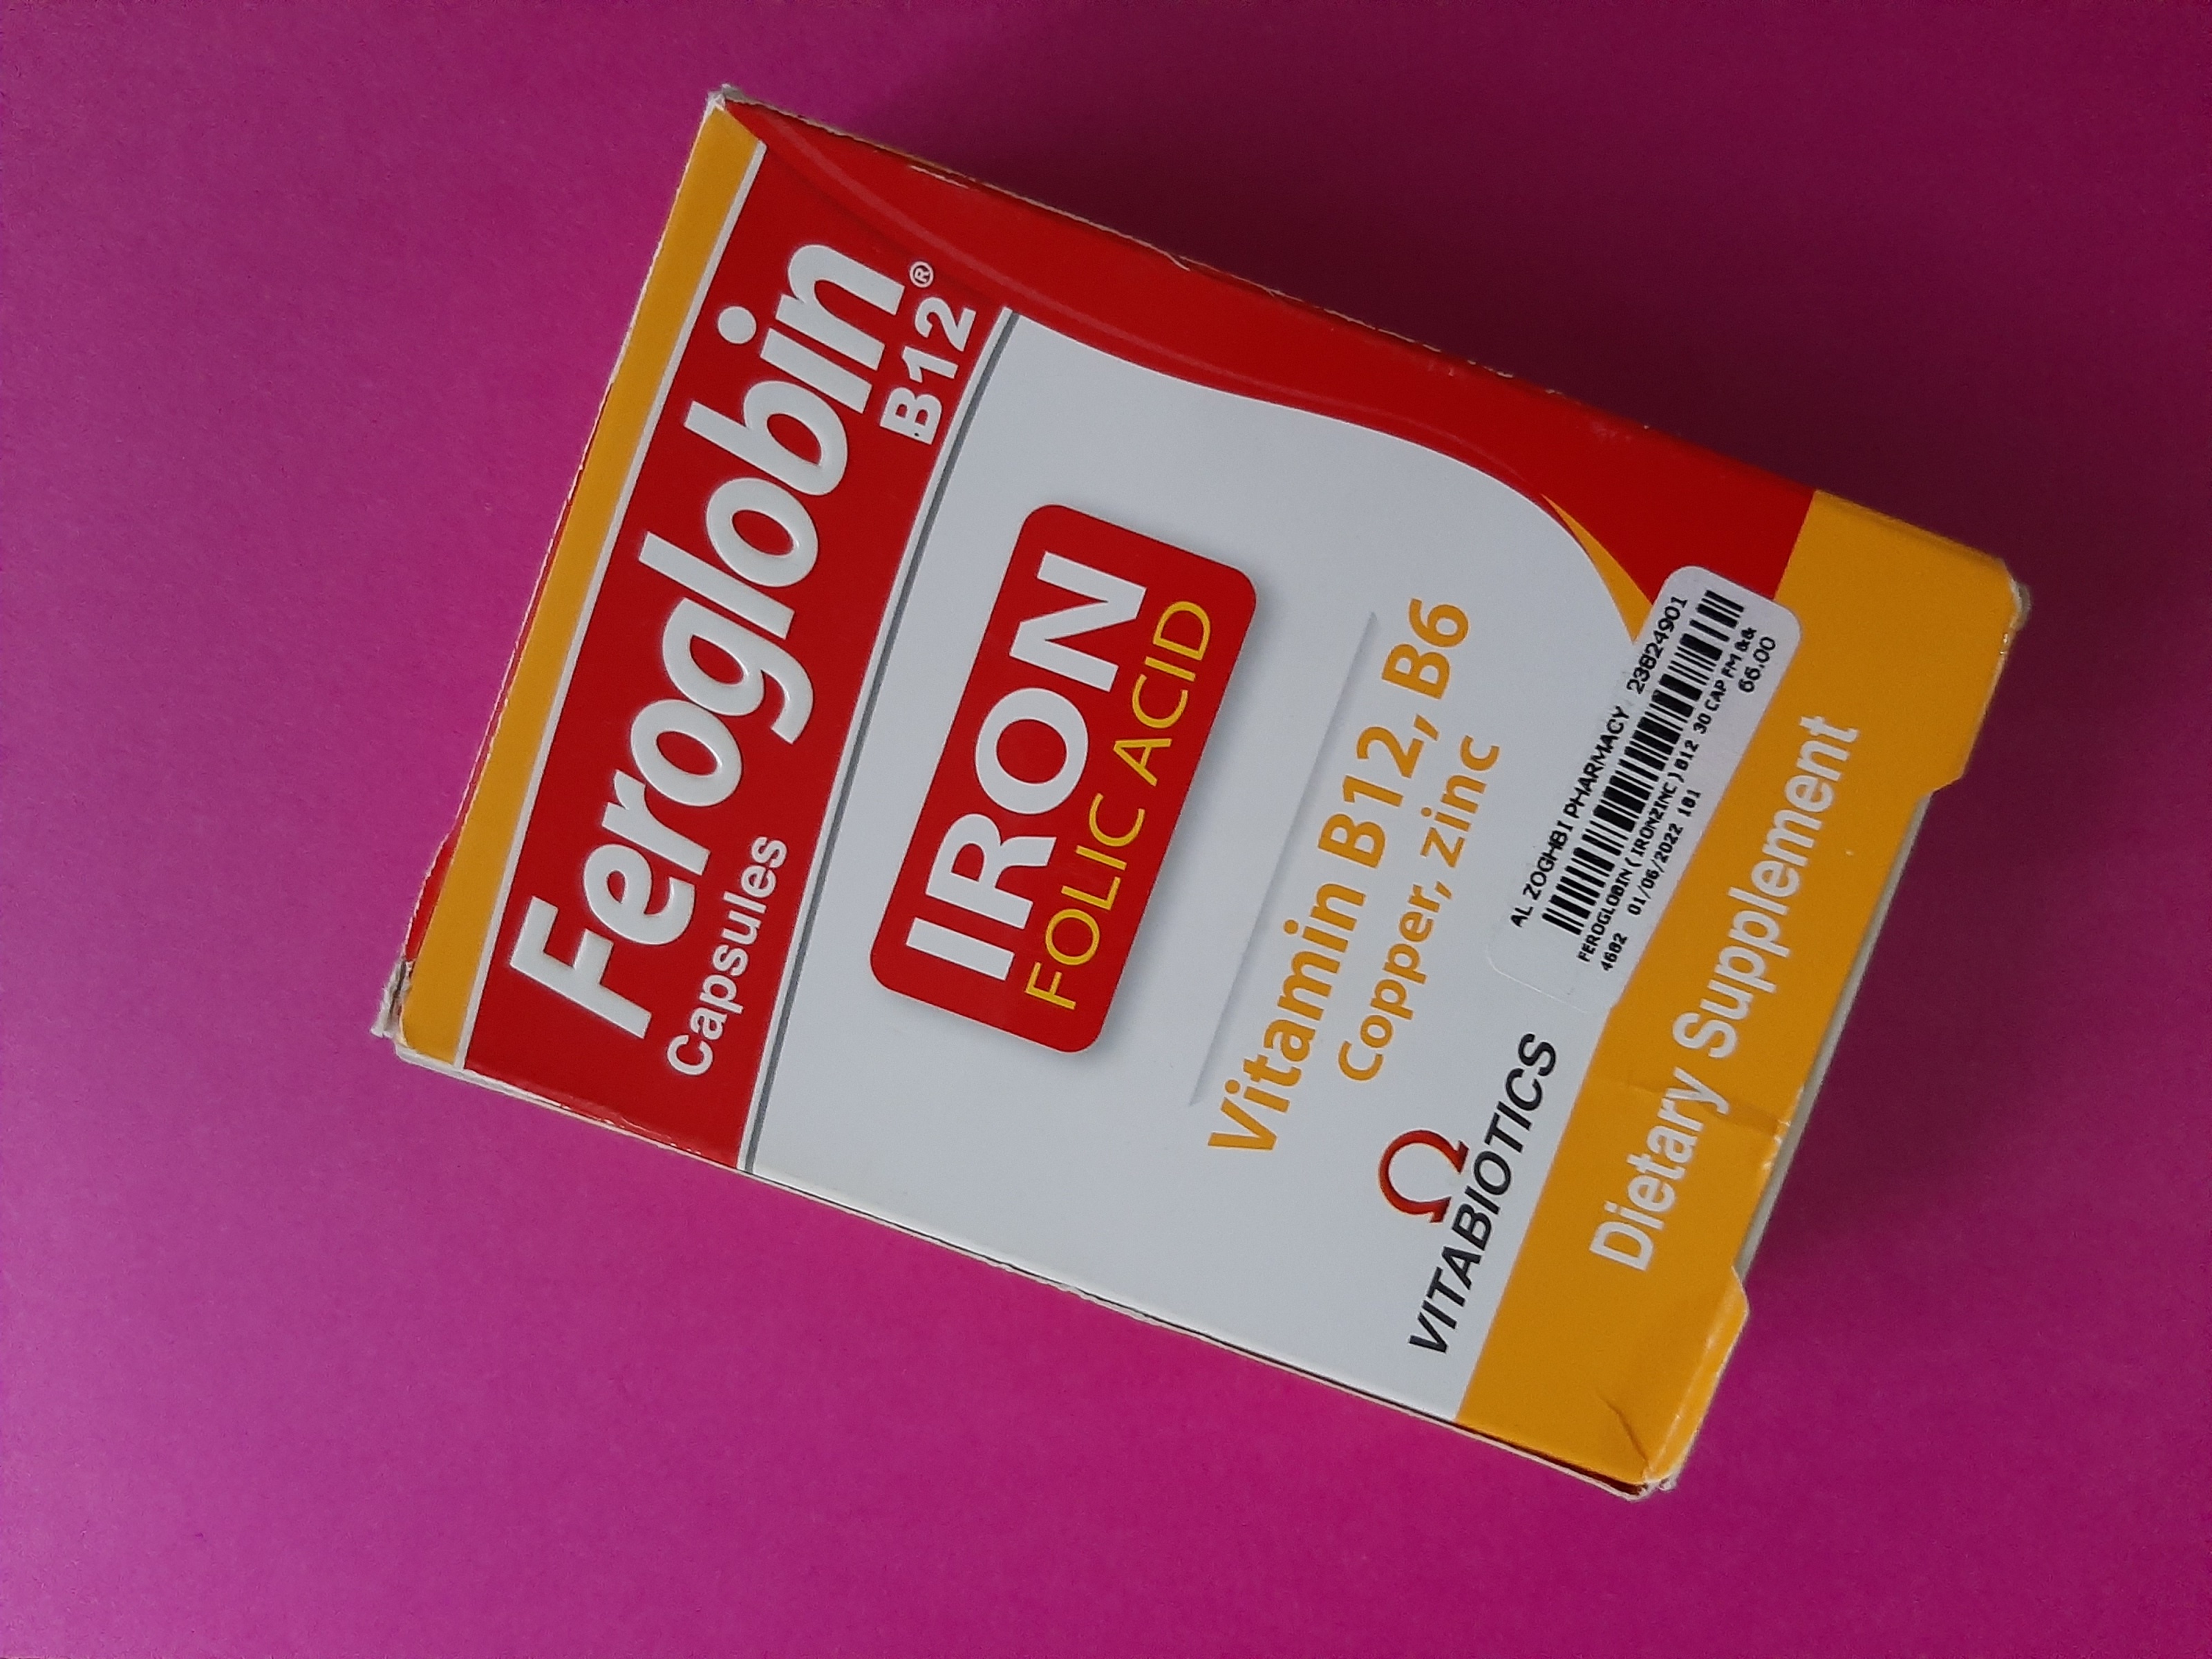 Feroglobin
Capsules B12®
IRON
FOLIC ACID
Vitamin B12, B6
Copper, zinc
VITABIOTICS
AL ZOGHBI PHARMACY 23824901
FEROGLOBIN ( IRONZINC ) B12 30 CAP FM &&
4682 01/06/2022 181 66.00
Dietary Supplement